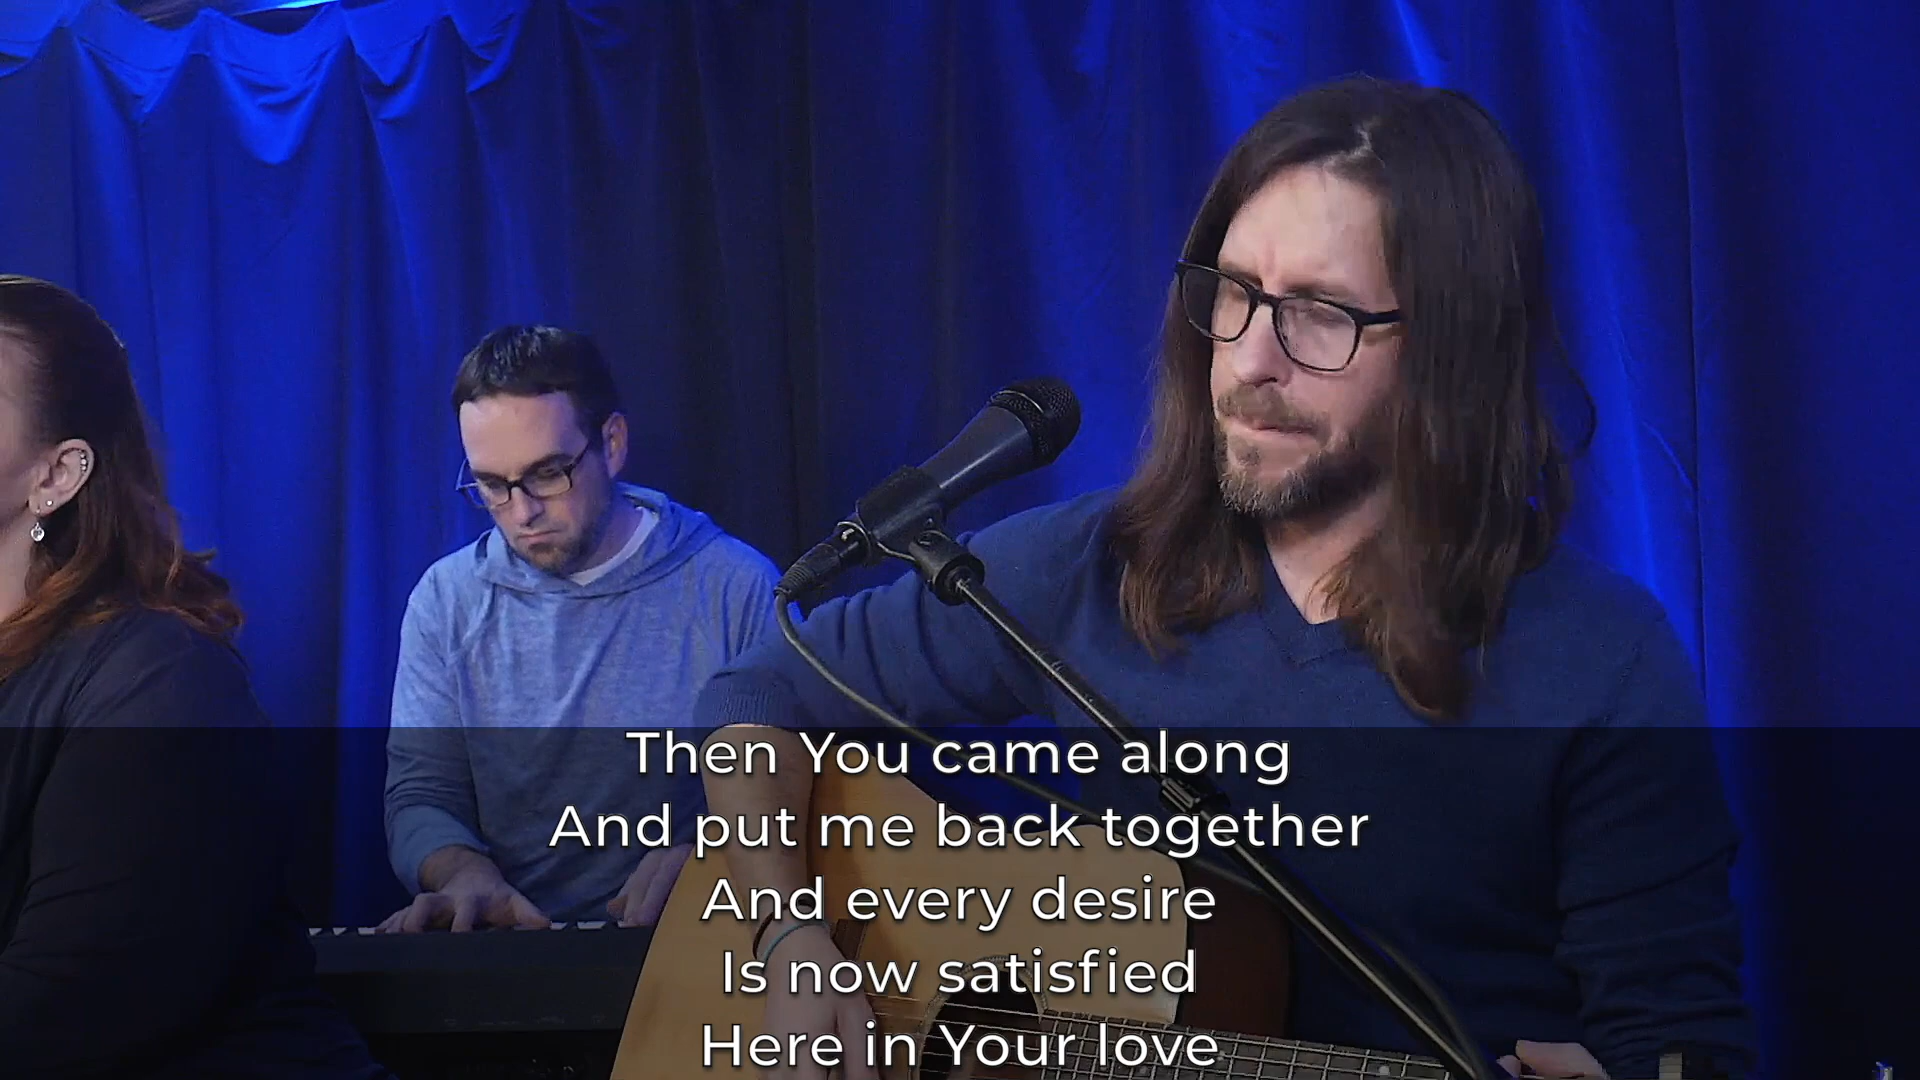 Then You came along
And put me back together
And every desire
Is now satisfied
Here in Your love